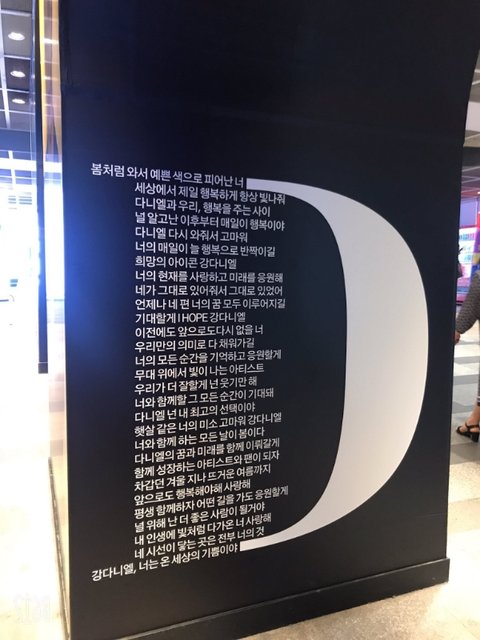 봄처럼 와서 예쁜 색으로 피어난 너
세상에서 제일 행복하게 항상 빛나줘
다니엘과 우리, 행복을 주는 사이
널 알고난 이후부터 매일이 행복이야
다니엘 다시 와줘서 고마워
너의 매일이 늘 행복으로 반짝이길
희망의 아이콘 강다니엘
너의 현재를 사랑하고 미래를 응원해
네가 그대로 있어줘서 그대로 있었어
언제나 네 편 너의 꿈 모두 이루어지길
기대할게 I HOPE 강다니엘
이전에도 앞으로도 다시 없을 너
우리만의 의미로 다 채워가길
너의 모든 순간을 기억하고 응원할게
무대 위에서 빛이 나는 아티스트
우리가 더 잘할게 넌 웃기만 해
너와 함께할 그 모든 순간이 기대돼
다니엘 넌 내 최고의 선택이야
햇살 같은 너의 미소 고마워 강다니엘
너와 함께 하는 모든 날이 봄이다
다니엘의 꿈과 미래를 함께 이뤄갈게
함께 성장하는 아티스트와 팬이 되자
차갑던 겨울 지나 뜨거운 여름까지
앞으로도 행복해야해 사랑해
평생 함께하자 어떤 길을 가도 응원할게
널 위해 난 더 좋은 사람이 될거야
내 인생에 빛처럼 다가온 너 사랑해
네 시선이 닿는 곳은 전부 너의 것
강다니엘, 너는 온 세상의 기쁨이야
D